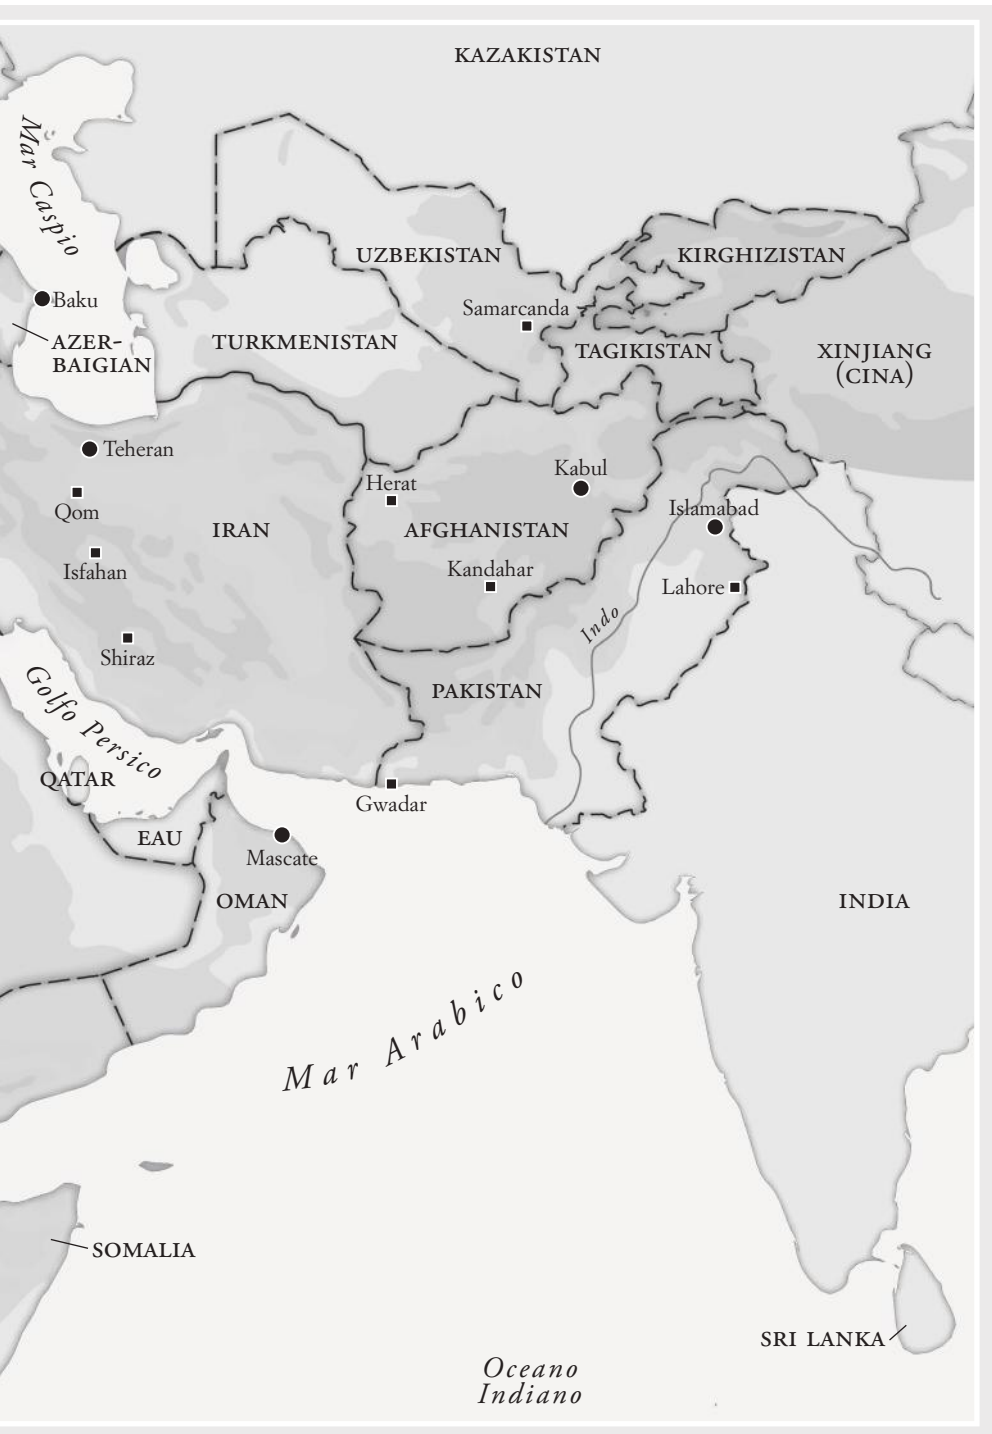 KAZAKISTAN
Mar Caspio
UZBEKISTAN
KIRGHIZISTAN
Baku
Samarcanda
AZER-
BAIGIAN
TURKMENISTAN
TAGIKISTAN
XINJIANG
(CINA)
Teheran
Kabul
Herat
Qom
Islamabad
IRAN
AFGHANISTAN
Isfahan
Kandahar
Lahore
Indo
Shiraz
PAKISTAN
Golfo Persico
QATAR
Gwadar
EAU
Mascate
OMAN
INDIA
Mar Arabico
SOMALIA
SRI LANKA
Oceano
Indiano